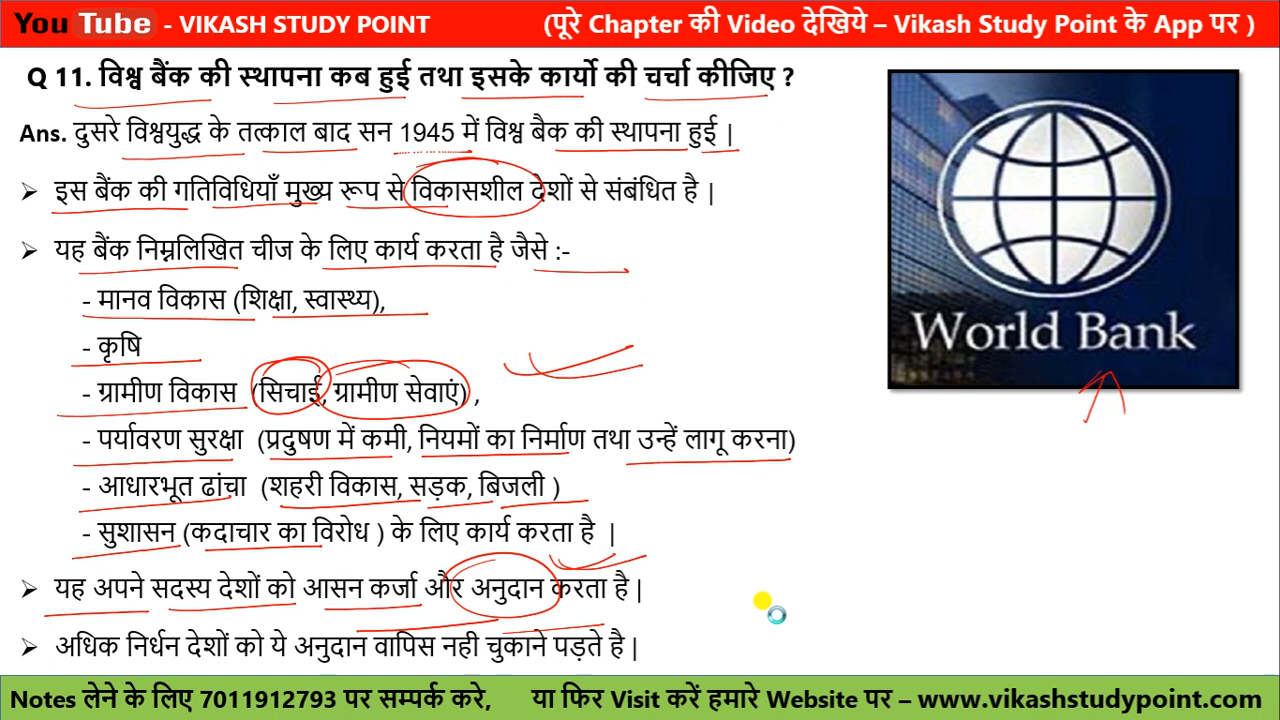 You Tube - VIKASH STUDY POINT (पूरे Chapter की Video देखिये – Vikash Study Point के App पर )
Q 11. विश्व बैंक की स्थापना कब हुई तथा इसके कार्यो की चर्चा कीजिए ?
Ans. दुसरे विश्वयुद्ध के तत्काल बाद सन 1945 में विश्व बैक की स्थापना हुई |
➢ इस बैंक की गतिविधियाँ मुख्य रूप से विकासशील देशों से संबंधित है |
➢ यह बैंक निम्नलिखित चीज के लिए कार्य करता है जैसे :-
- मानव विकास (शिक्षा, स्वास्थ्य),
- कृषि
- ग्रामीण विकास (सिचाई, ग्रामीण सेवाएं) ,
- पर्यावरण सुरक्षा (प्रदुषण में कमी, नियमों का निर्माण तथा उन्हें लागू करना)
- आधारभूत ढांचा (शहरी विकास, सड़क, बिजली )
- सुशासन (कदाचार का विरोध ) के लिए कार्य करता है |
➢ यह अपने सदस्य देशों को आसन कर्जा और अनुदान करता है |
➢ अधिक निर्धन देशों को ये अनुदान वापिस नही चुकाने पड़ते है |
World Bank
Notes लेने के लिए 7011912793 पर सम्पर्क करे, या फिर Visit करें हमारे Website पर – www.vikashstudypoint.com